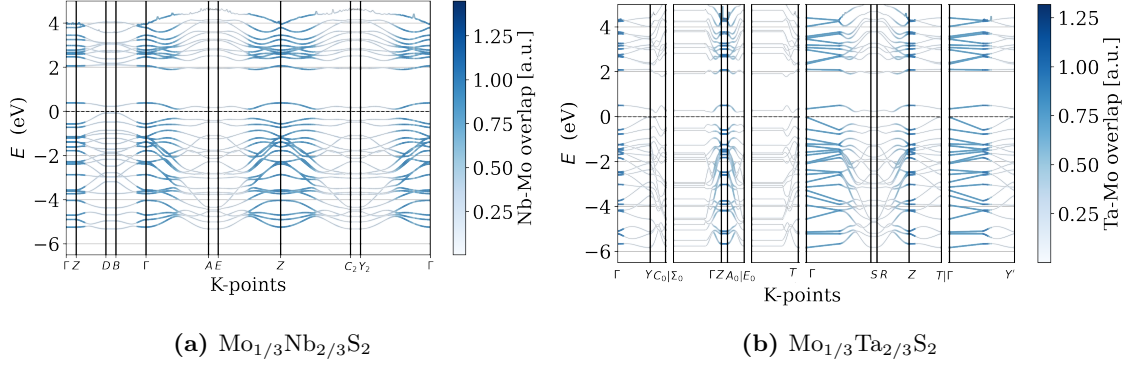 4
2
0
−2
−4
−6
E (eV)
Γ Z D B Γ A E Z C₂ Y₂ Γ
K-points
1.25
1.00
0.75
0.50
0.25
Nb-Mo overlap [a.u.]
4
2
0
−2
−4
−6
E (eV)
Γ Y C₀|Σ₀ Γ Z A₀|E₀ T Γ S R Z T|Γ Y'
K-points
1.25
1.00
0.75
0.50
0.25
Ta-Mo overlap [a.u.]
(a) Mo₁/₃Nb₂/₃S₂
(b) Mo₁/₃Ta₂/₃S₂